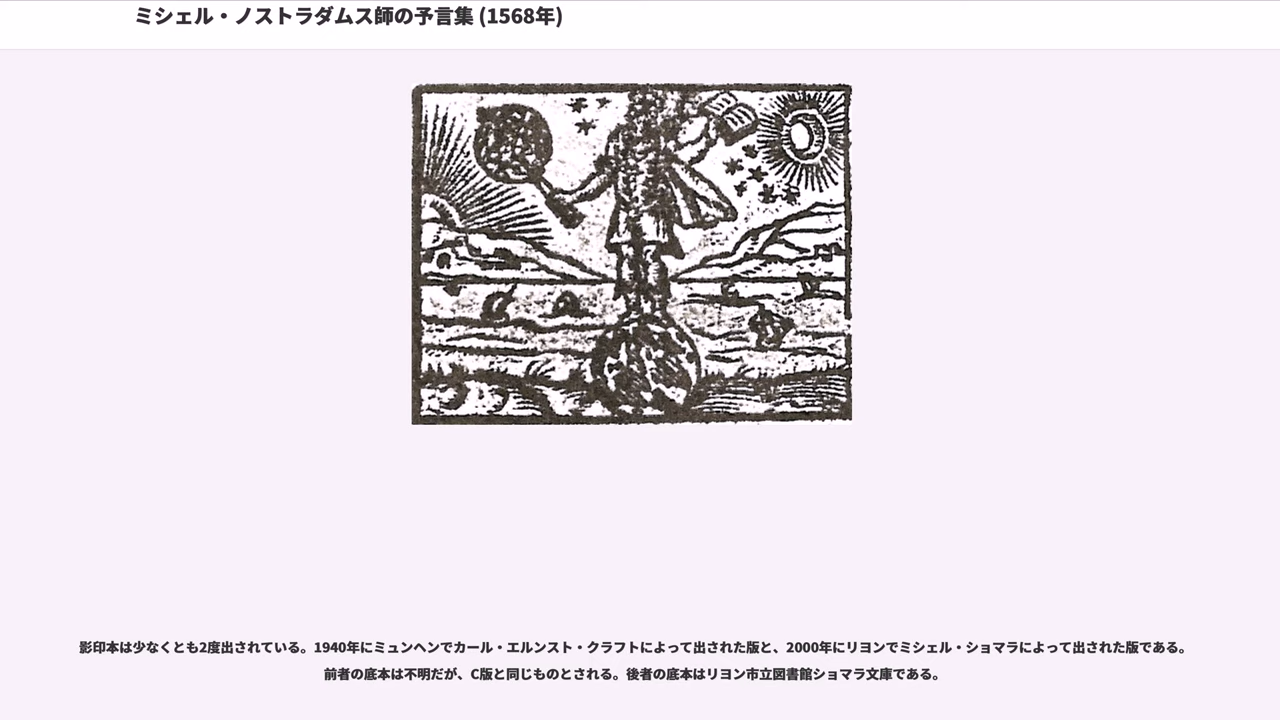 ミシェル・ノストラダムス師の予言集 (1568年)
影印本は少なくとも2度出されている。1940年にミュンヘンでカール・エルンスト・クラフトによって出された版と、2000年にリヨンでミシェル・ショマラによって出された版である。
前者の底本は不明だが、C版と同じものとされる。後者の底本はリヨン市立図書館ショマラ文庫である。